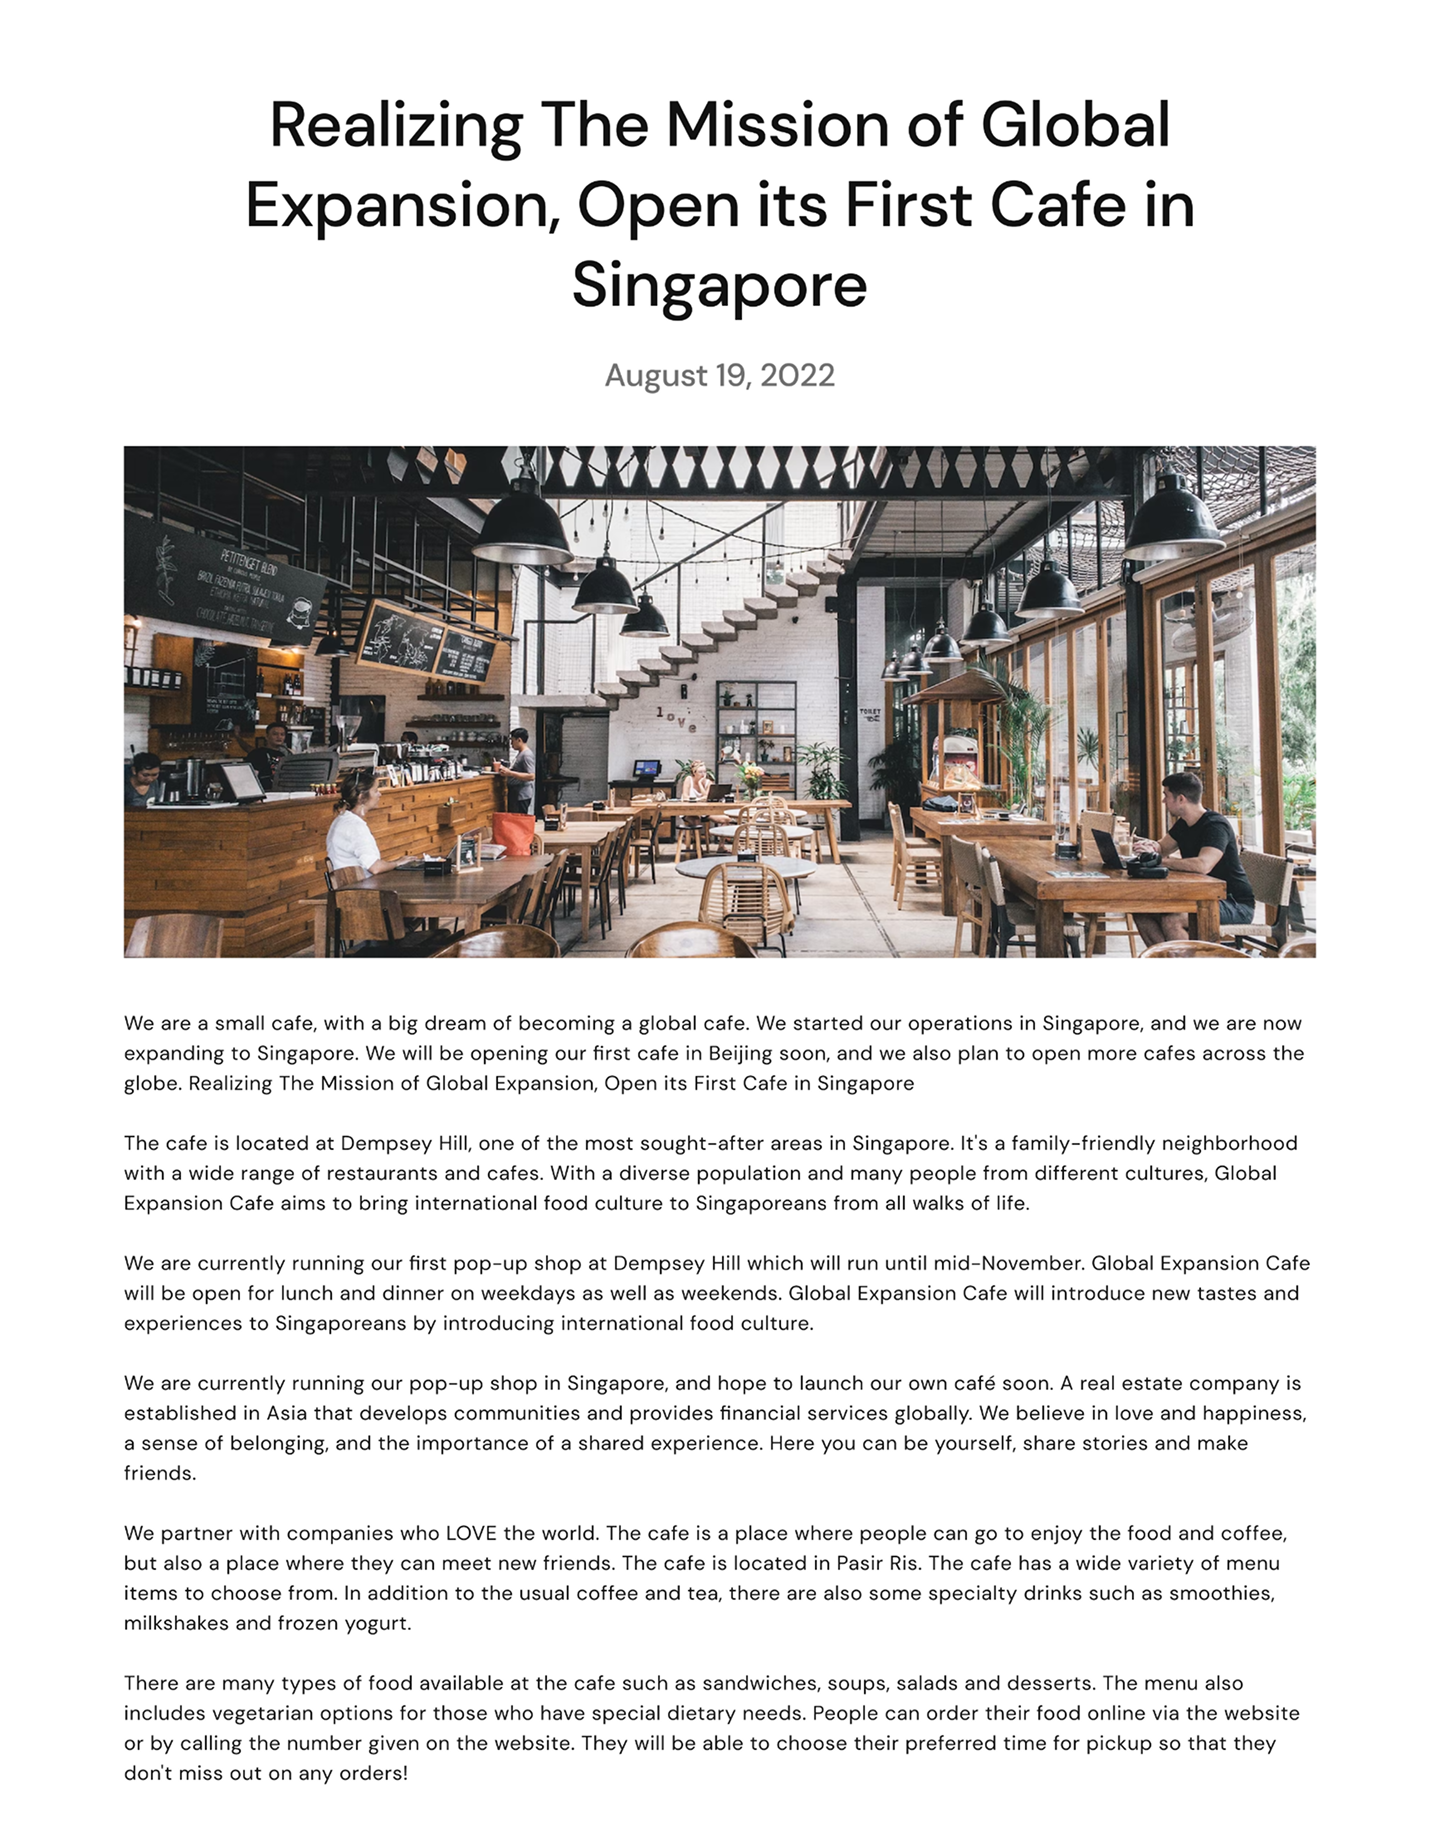 Realizing The Mission of Global
Expansion, Open its First Cafe in
Singapore
August 19, 2022
PETITENGET BLEND
love
TOILET
We are a small cafe, with a big dream of becoming a global cafe. We started our operations in Singapore, and we are now
expanding to Singapore. We will be opening our first cafe in Beijing soon, and we also plan to open more cafes across the
globe. Realizing The Mission of Global Expansion, Open its First Cafe in Singapore
The cafe is located at Dempsey Hill, one of the most sought-after areas in Singapore. It's a family-friendly neighborhood
with a wide range of restaurants and cafes. With a diverse population and many people from different cultures, Global
Expansion Cafe aims to bring international food culture to Singaporeans from all walks of life.
We are currently running our first pop-up shop at Dempsey Hill which will run until mid-November. Global Expansion Cafe
will be open for lunch and dinner on weekdays as well as weekends. Global Expansion Cafe will introduce new tastes and
experiences to Singaporeans by introducing international food culture.
We are currently running our pop-up shop in Singapore, and hope to launch our own café soon. A real estate company is
established in Asia that develops communities and provides financial services globally. We believe in love and happiness,
a sense of belonging, and the importance of a shared experience. Here you can be yourself, share stories and make
friends.
We partner with companies who LOVE the world. The cafe is a place where people can go to enjoy the food and coffee,
but also a place where they can meet new friends. The cafe is located in Pasir Ris. The cafe has a wide variety of menu
items to choose from. In addition to the usual coffee and tea, there are also some specialty drinks such as smoothies,
milkshakes and frozen yogurt.
There are many types of food available at the cafe such as sandwiches, soups, salads and desserts. The menu also
includes vegetarian options for those who have special dietary needs. People can order their food online via the website
or by calling the number given on the website. They will be able to choose their preferred time for pickup so that they
don't miss out on any orders!